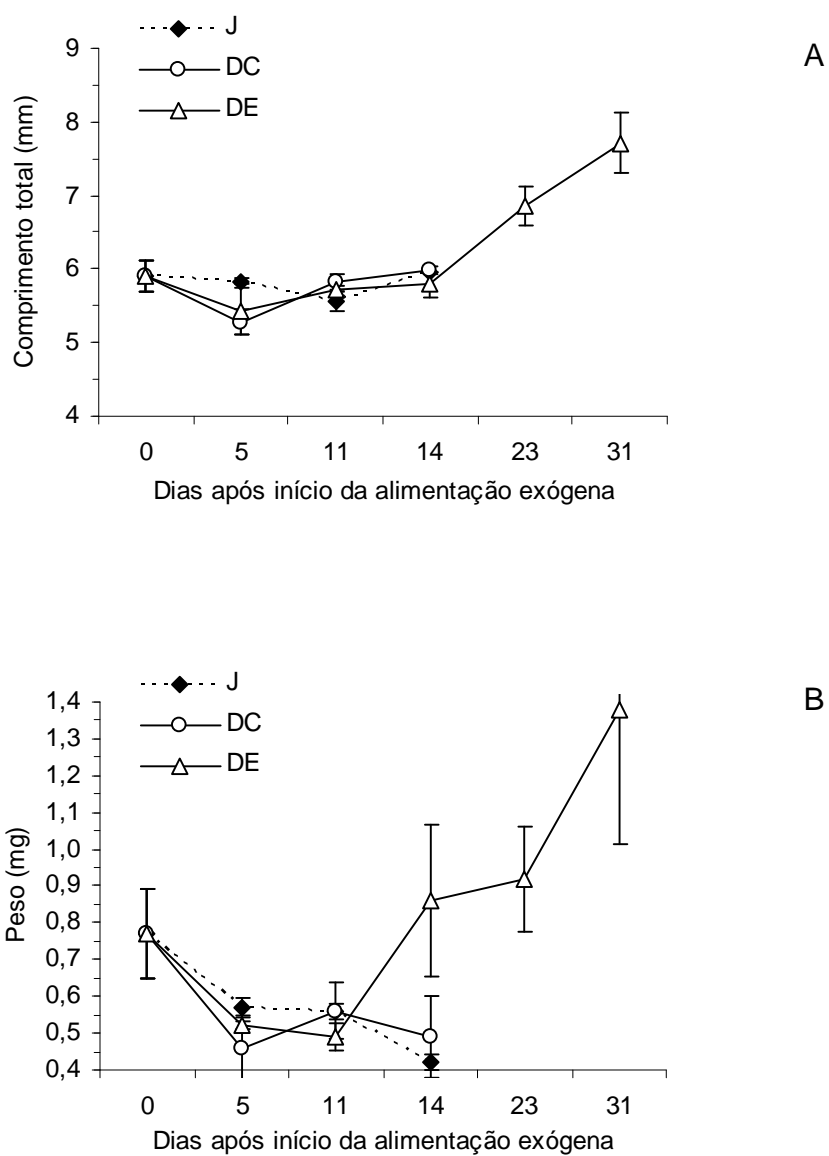 A
J
DC
DE
9
8
7
6
5
4
Comprimento total (mm)
0 5 11 14 23 31
Dias após início da alimentação exógena
B
J
DC
DE
1,4
1,3
1,2
1,1
1,0
0,9
0,8
0,7
0,6
0,5
0,4
Peso (mg)
0 5 11 14 23 31
Dias após início da alimentação exógena